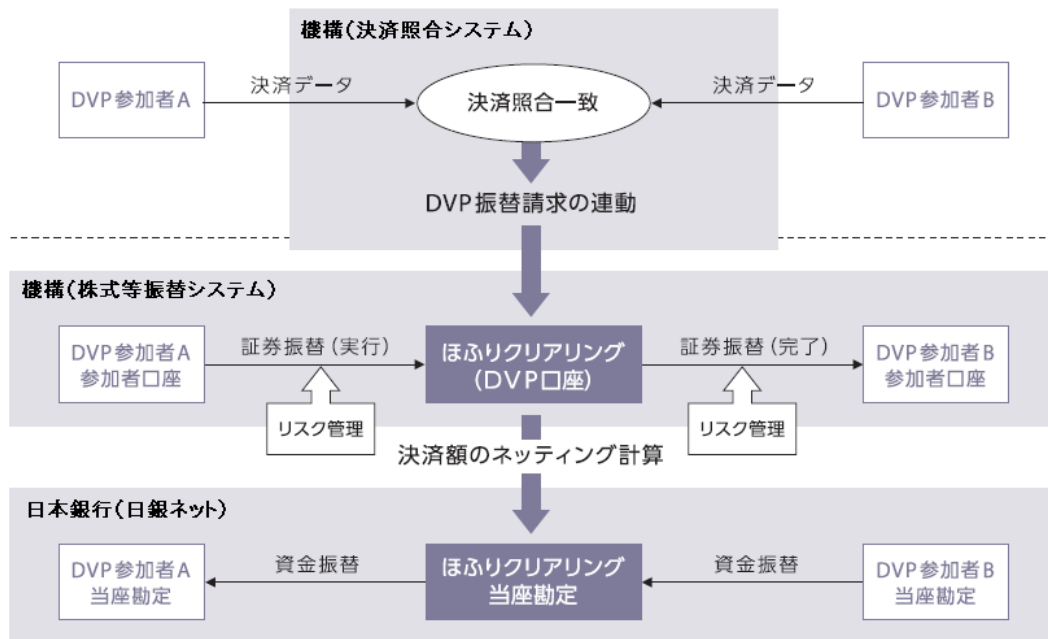 機構(決済照合システム)
DVP参加者A
決済データ
決済照合一致
決済データ
DVP参加者B
DVP振替請求の連動
機構(株式等振替システム)
DVP参加者A
参加者口座
証券振替(実行)
ほふりクリアリング
(DVP口座)
証券振替(完了)
DVP参加者B
参加者口座
リスク管理
リスク管理
決済額のネッティング計算
日本銀行(日銀ネット)
DVP参加者A
当座勘定
資金振替
ほふりクリアリング
当座勘定
資金振替
DVP参加者B
当座勘定